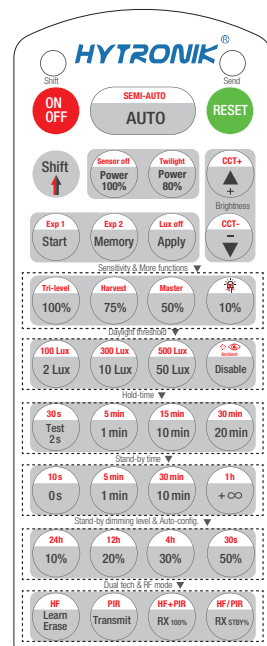 HYTRONIK®
Shift Send
ON
OFF
SEMI-AUTO
AUTO
RESET
Shift
Sensor off
Power
100%
Twilight
Power
80%
CCT+
+
Brightness
CCT-
−
Exp 1
Start
Exp 2
Memory
Lux off
Apply
Sensitivity & More functions ▼
Tri-level
100%
Harvest
75%
Master
50%
10%
Daylight threshold ▼
100 Lux
2 Lux
300 Lux
10 Lux
500 Lux
50 Lux
Ambient
Disable
Hold-time ▼
30s
Test
2s
5 min
1 min
15 min
10 min
30 min
20 min
Stand-by time ▼
10s
0s
5 min
1 min
30 min
10 min
1h
+∞
Stand-by dimming level & Auto-config. ▼
24h
10%
12h
20%
4h
30%
30s
50%
Dual tech & RF mode ▼
HF
Learn
Erase
PIR
Transmit
HF+PIR
RX 100%
HF/PIR
RX STBY%